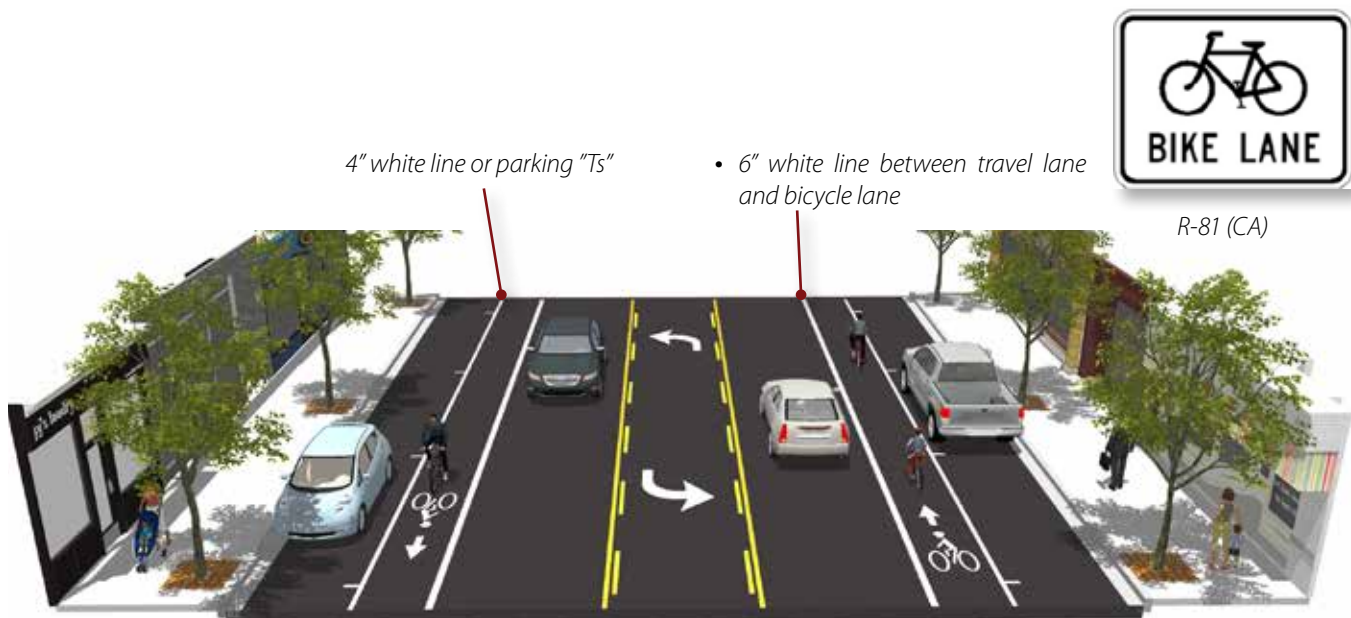 BIKE LANE
R-81 (CA)
4” white line or parking ”Ts”
• 6” white line between travel lane
and bicycle lane